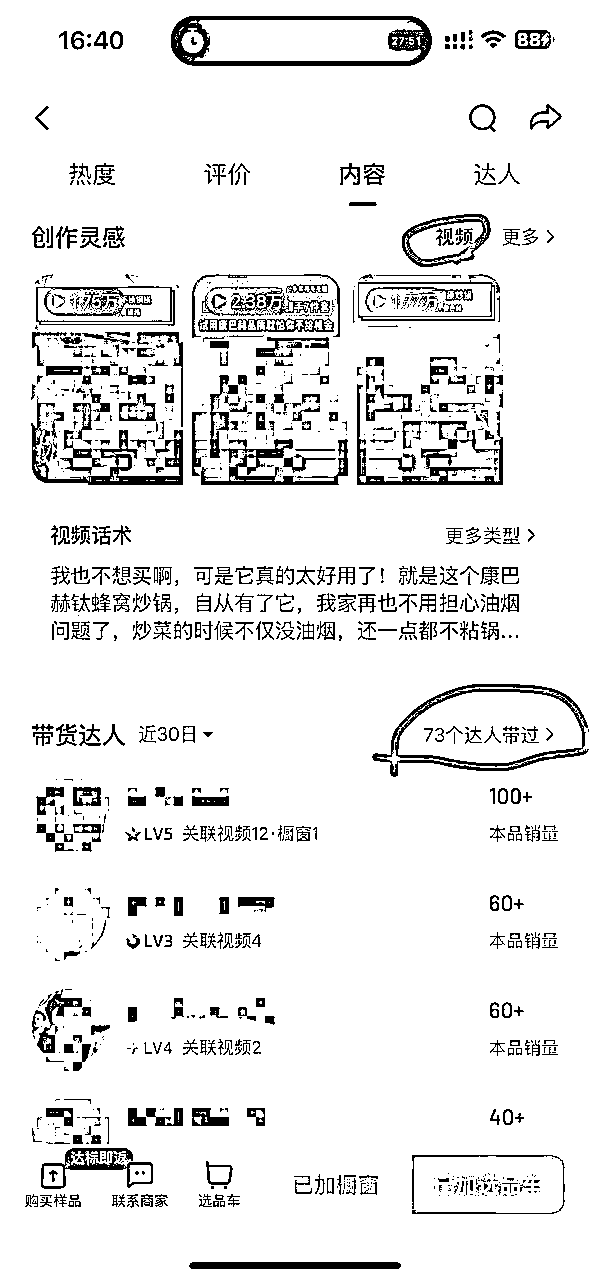 16:40
27:51
88
热度 评价 内容 达人
创作灵感 视频 更多
175万 2.38万 177万
视频话术 更多类型
我也不想买啊，可是它真的太好用了！就是这个康巴
赫钛蜂窝炒锅，自从有了它，我家再也不用担心油烟
问题了，炒菜的时候不仅没油烟，还一点都不粘锅...
带货达人 近30日 73个达人带过
100+
LV5 关联视频12·橱窗1 本品销量
60+
LV3 关联视频4 本品销量
60+
LV4 关联视频2 本品销量
40+
达标即返
购买样品 联系商家 选品车 已加橱窗 已加选品车